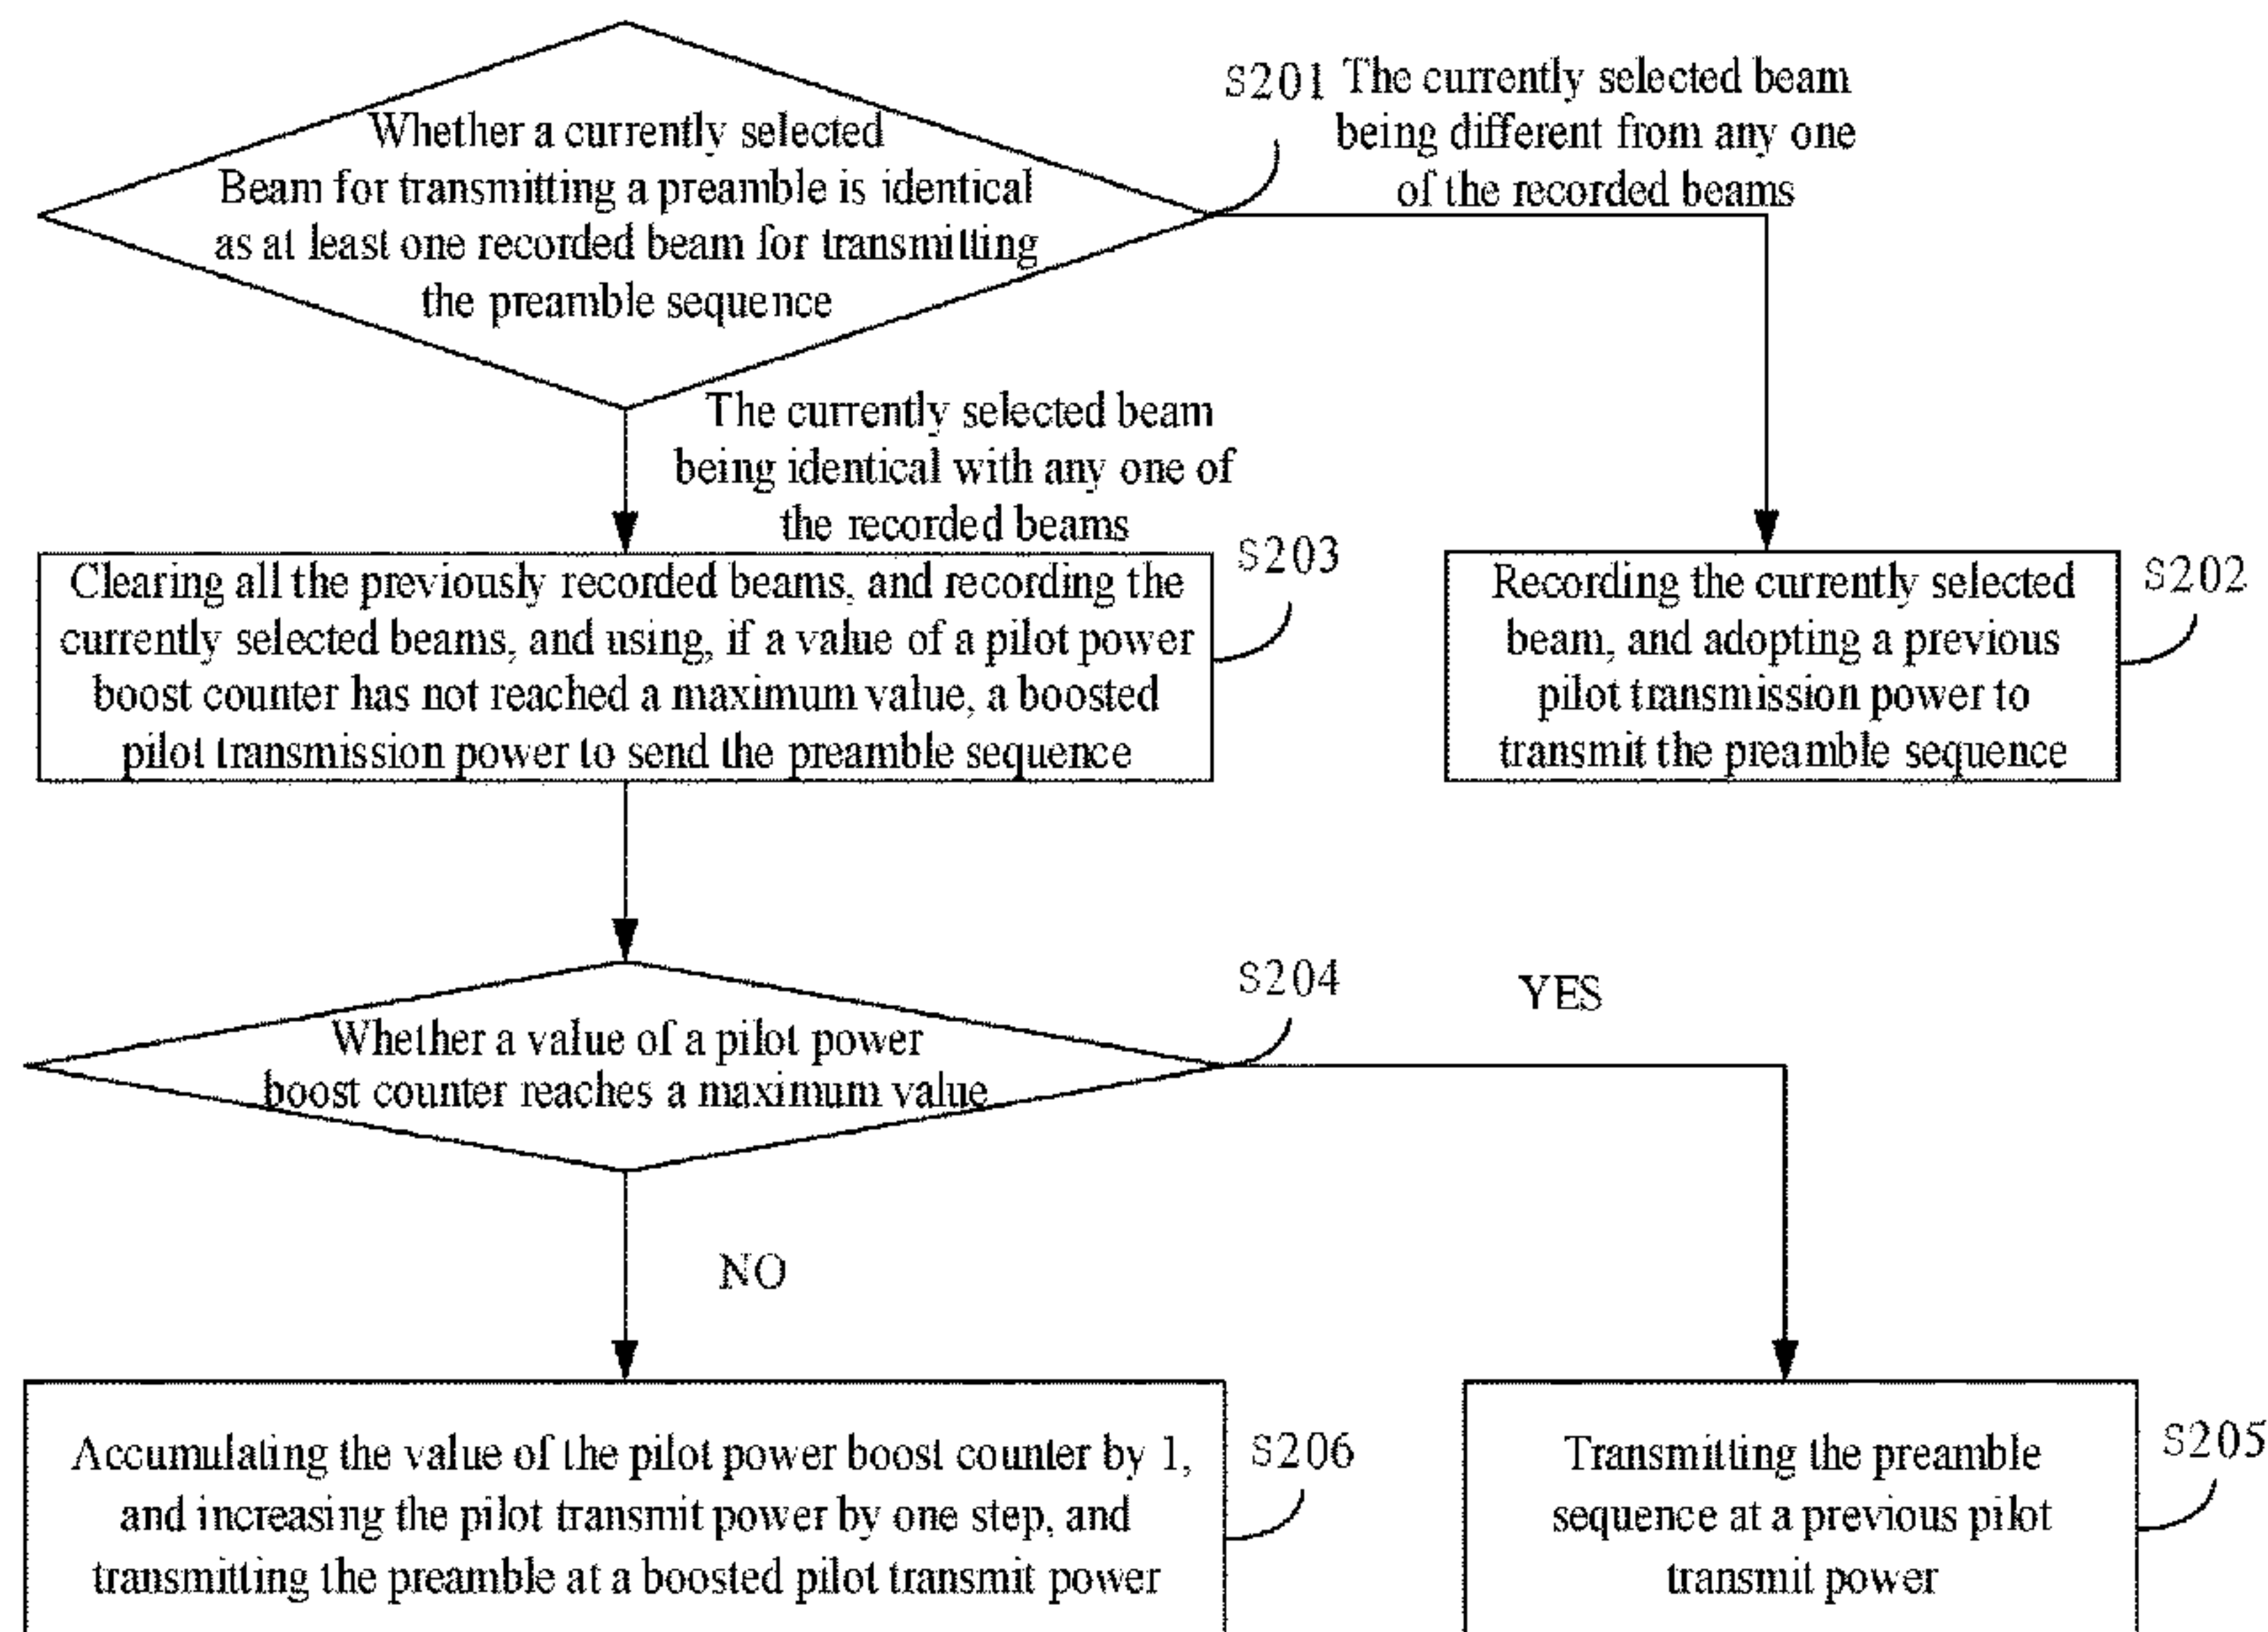 Whether a currently selected
Beam for transmitting a preamble is identical
as at least one recorded beam for transmitting
the preamble sequence
S201
The currently selected beam
being different from any one
of the recorded beams
The currently selected beam
being identical with any one of
the recorded beams
Clearing all the previously recorded beams, and recording the
currently selected beams, and using, if a value of a pilot power
boost counter has not reached a maximum value, a boosted
pilot transmission power to send the preamble sequence
S203
Recording the currently selected
beam, and adopting a previous
pilot transmission power to
transmit the preamble sequence
S202
Whether a value of a pilot power
boost counter reaches a maximum value
S204
YES
NO
Accumulating the value of the pilot power boost counter by 1,
and increasing the pilot transmit power by one step, and
transmitting the preamble at a boosted pilot transmit power
S206
Transmitting the preamble
sequence at a previous pilot
transmit power
S205